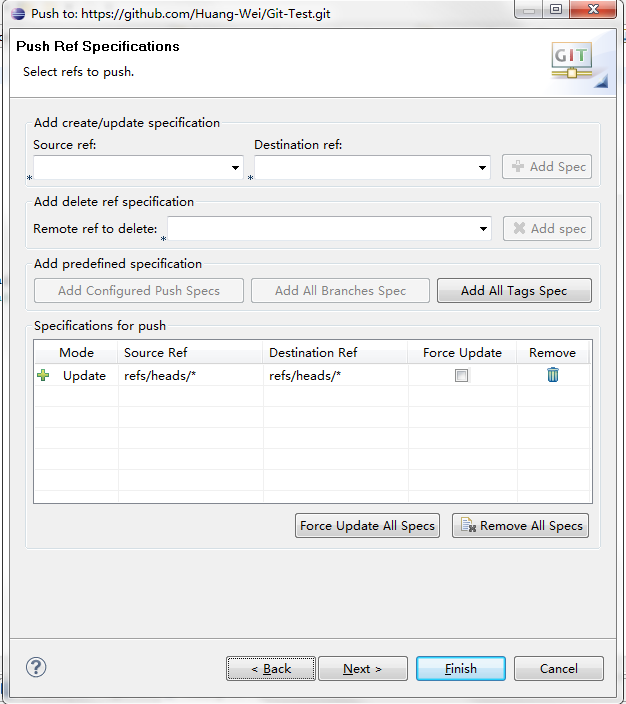 Push to: https://github.com/Huang-Wei/Git-Test.git
Push Ref Specifications
Select refs to push.
GIT
Add create/update specification
Source ref: Destination ref:
* * Add Spec
Add delete ref specification
Remote ref to delete: * Add spec
Add predefined specification
Add Configured Push Specs Add All Branches Spec Add All Tags Spec
Specifications for push
Mode Source Ref Destination Ref Force Update Remove
Update refs/heads/* refs/heads/*
Force Update All Specs Remove All Specs
? < Back Next > Finish Cancel